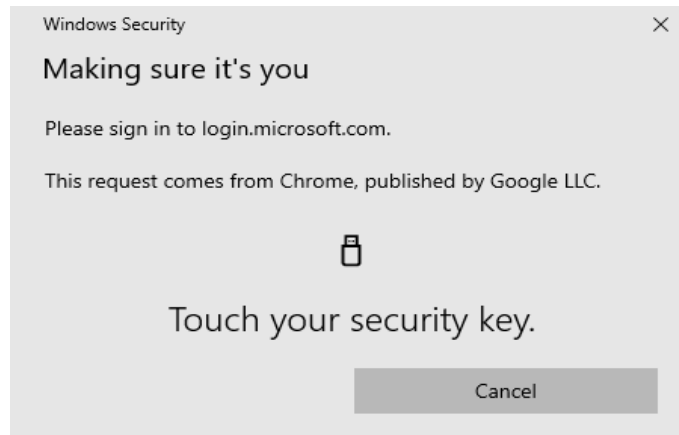 Windows Security
Making sure it's you
Please sign in to login.microsoft.com.
This request comes from Chrome, published by Google LLC.
Touch your security key.
Cancel